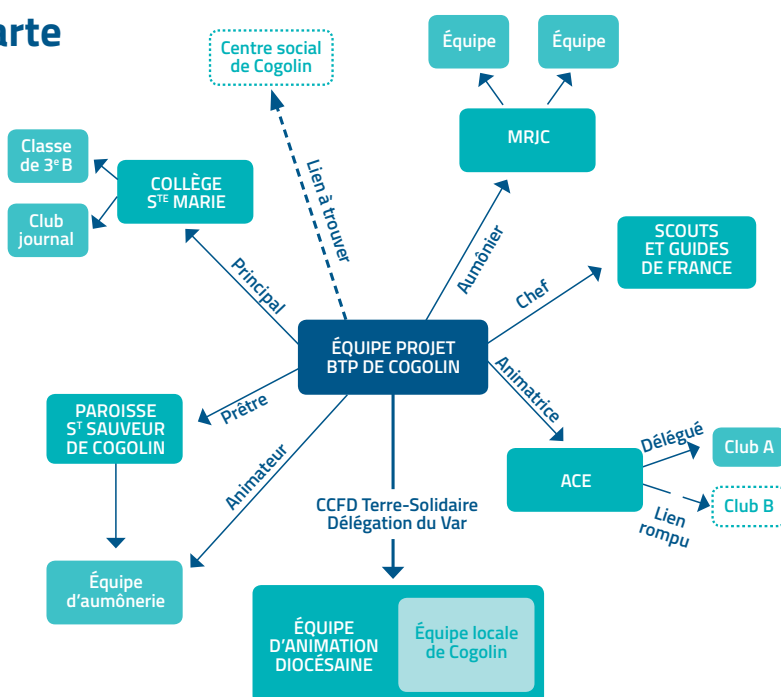 arte
Centre social
de Cogolin
Équipe
Équipe
MRJC
Classe
de 3e B
Club
journal
COLLÈGE
STE MARIE
Lien à trouver
Aumônier
SCOUTS
ET GUIDES
DE FRANCE
Principal
Chef
ÉQUIPE PROJET
BTP DE COGOLIN
Animatrice
Prêtre
PAROISSE
ST SAUVEUR
DE COGOLIN
Animateur
Délégué
Club A
ACE
Club B
Lien
rompu
CCFD Terre-Solidaire
Délégation du Var
Équipe
d’aumônerie
ÉQUIPE
D’ANIMATION
DIOCÉSAINE
Équipe locale
de Cogolin